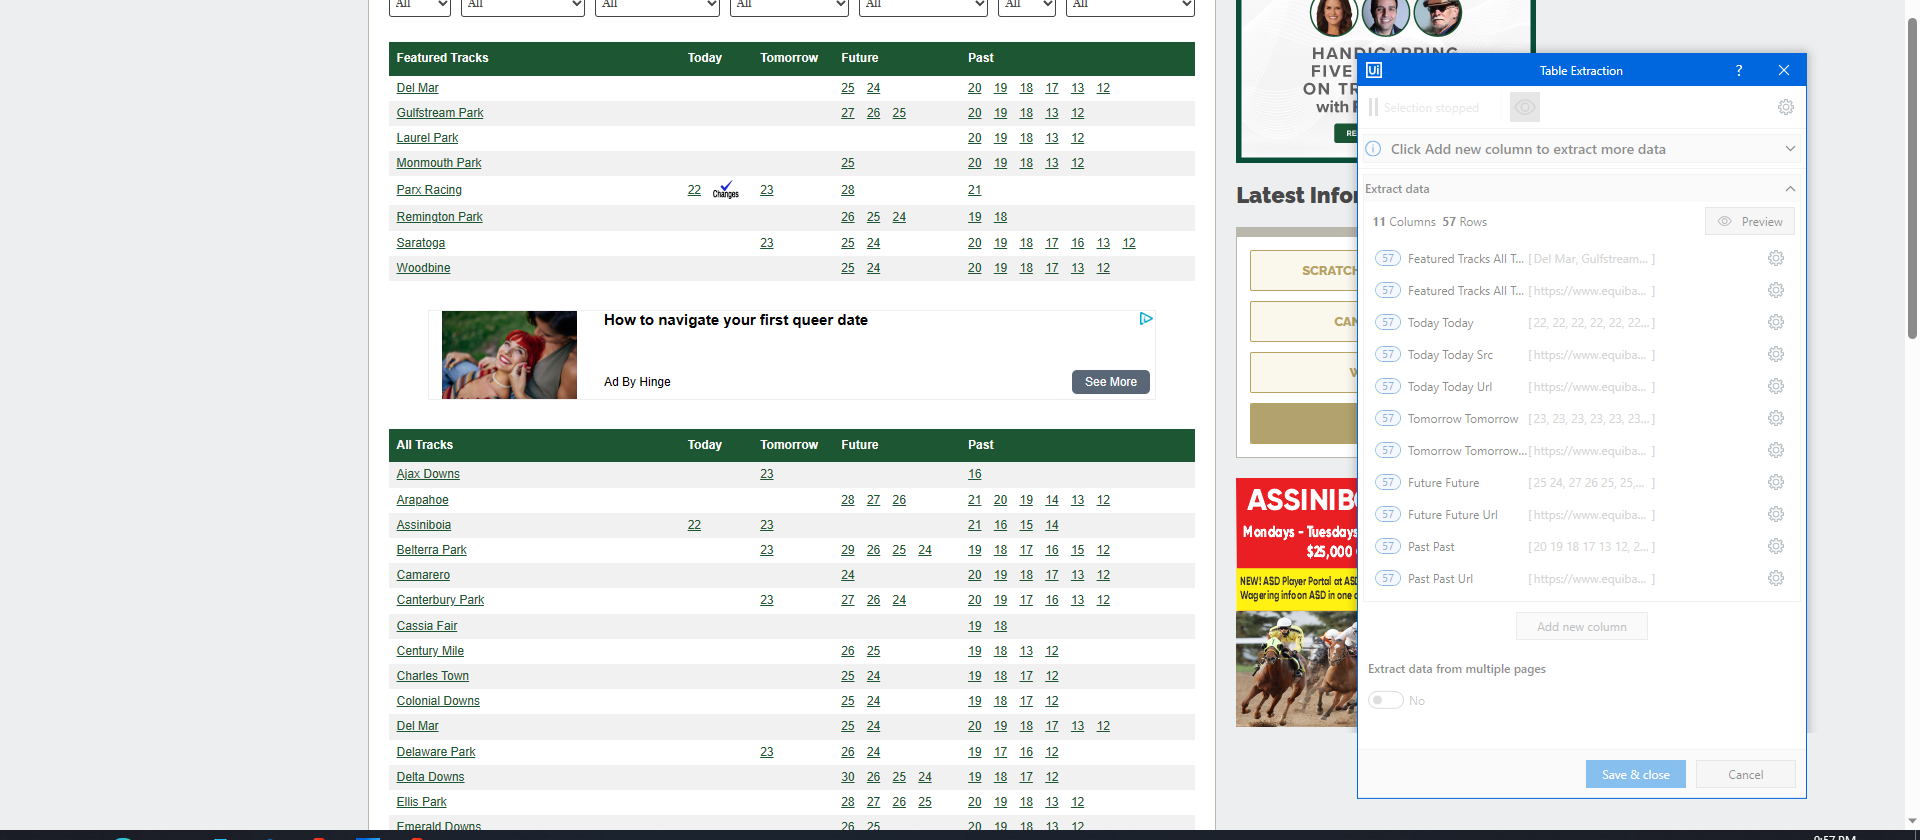 All All All All All All All
Featured Tracks Today Tomorrow Future Past
Del Mar 25 24 20 19 18 17 13 12
Gulfstream Park 27 26 25 20 19 18 13 12
Laurel Park 20 19 18 13 12
Monmouth Park 25 20 19 18 13 12
Parx Racing 22 Changes 23 28 21
Remington Park 26 25 24 19 18
Saratoga 23 25 24 20 19 18 17 16 13 12
Woodbine 25 24 20 19 18 17 13 12
How to navigate your first queer date
Ad By Hinge
See More
All Tracks Today Tomorrow Future Past
Ajax Downs 23 16
Arapahoe 28 27 26 21 20 19 14 13 12
Assiniboia 22 23 21 16 15 14
Belterra Park 23 29 26 25 24 19 18 17 16 15 12
Camarero 24 20 19 18 17 13 12
Canterbury Park 23 27 26 24 20 19 17 16 13 12
Cassia Fair 19 18
Century Mile 26 25 19 18 13 12
Charles Town 25 24 19 18 17 12
Colonial Downs 25 24 19 18 17 12
Del Mar 25 24 20 19 18 17 13 12
Delaware Park 23 26 24 19 17 16 12
Delta Downs 30 26 25 24 19 18 17 12
Ellis Park 28 27 26 25 20 19 18 13 12
Emerald Downs 26 25 20 19 18 13 12
HANDICAPPING
FIVE
ON TR
with
RE
Latest Infor
SCRATCH
CAN
W
ASSINIB
Mondays - Tuesdays
$25,000
NEW! ASD Player Portal at ASD
Wagering info on ASD in one
Ui Table Extraction ?
Selection stopped
Click Add new column to extract more data
Extract data
11 Columns 57 Rows Preview
57 Featured Tracks All T... [ Del Mar, Gulfstream... ]
57 Featured Tracks All T... [ https://www.equiba... ]
57 Today Today [ 22, 22, 22, 22, 22, 22... ]
57 Today Today Src [ https://www.equiba... ]
57 Today Today Url [ https://www.equiba... ]
57 Tomorrow Tomorrow [ 23, 23, 23, 23, 23, 23... ]
57 Tomorrow Tomorrow... [ https://www.equiba... ]
57 Future Future [ 25 24, 27 26 25, 25,... ]
57 Future Future Url [ https://www.equiba... ]
57 Past Past [ 20 19 18 17 13 12, 2... ]
57 Past Past Url [ https://www.equiba... ]
Add new column
Extract data from multiple pages
No
Save & close Cancel
9:57 PM